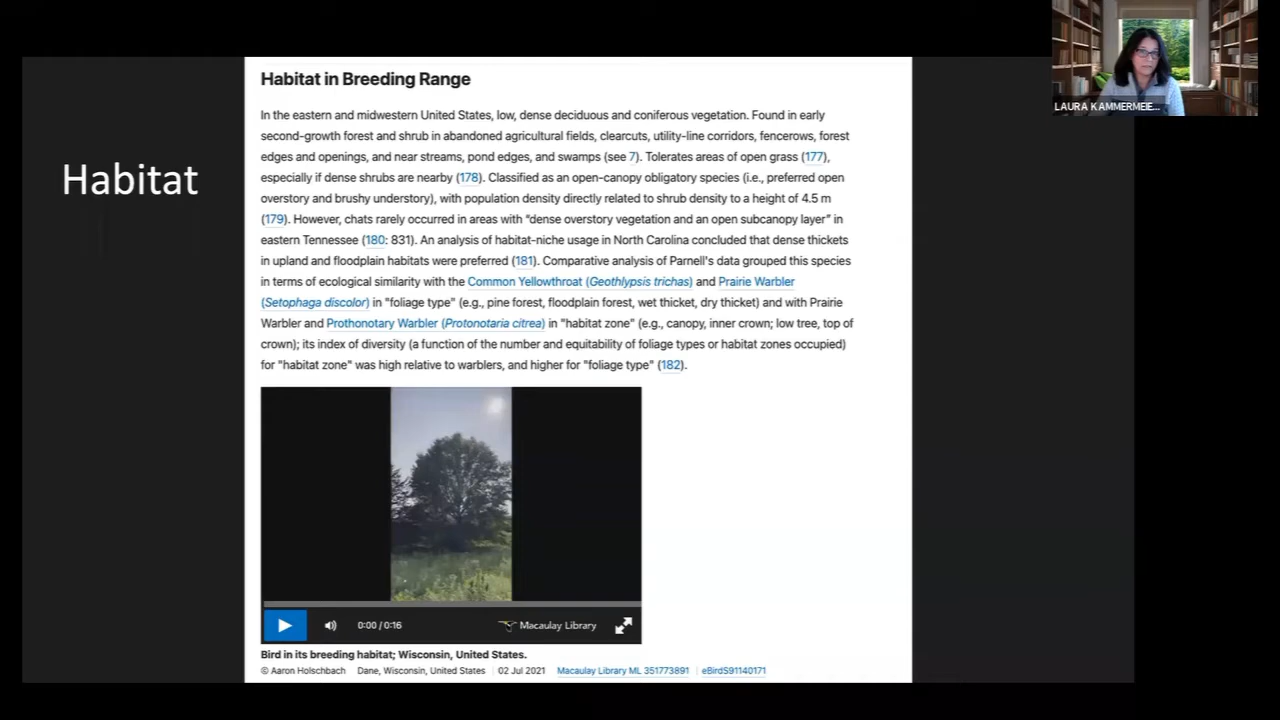 LAURA KAMMERMEIE...
Habitat
Habitat in Breeding Range
In the eastern and midwestern United States, low, dense deciduous and coniferous vegetation. Found in early
second-growth forest and shrub in abandoned agricultural fields, clearcuts, utility-line corridors, fencerows, forest
edges and openings, and near streams, pond edges, and swamps (see 7). Tolerates areas of open grass (177),
especially if dense shrubs are nearby (178). Classified as an open-canopy obligatory species (i.e., preferred open
overstory and brushy understory), with population density directly related to shrub density to a height of 4.5 m
(179). However, chats rarely occurred in areas with “dense overstory vegetation and an open subcanopy layer” in
eastern Tennessee (180: 831). An analysis of habitat-niche usage in North Carolina concluded that dense thickets
in upland and floodplain habitats were preferred (181). Comparative analysis of Parnell's data grouped this species
in terms of ecological similarity with the Common Yellowthroat (Geothlypis trichas) and Prairie Warbler
(Setophaga discolor) in "foliage type" (e.g., pine forest, floodplain forest, wet thicket, dry thicket) and with Prairie
Warbler and Prothonotary Warbler (Protonotaria citrea) in "habitat zone" (e.g., canopy, inner crown; low tree, top of
crown); its index of diversity (a function of the number and equitability of foliage types or habitat zones occupied)
for "habitat zone" was high relative to warblers, and higher for "foliage type" (182).
0:00 / 0:16 Macaulay Library
Bird in its breeding habitat; Wisconsin, United States.
© Aaron Holschbach Dane, Wisconsin, United States 02 Jul 2021 Macaulay Library ML 351773891 eBirdS91140171